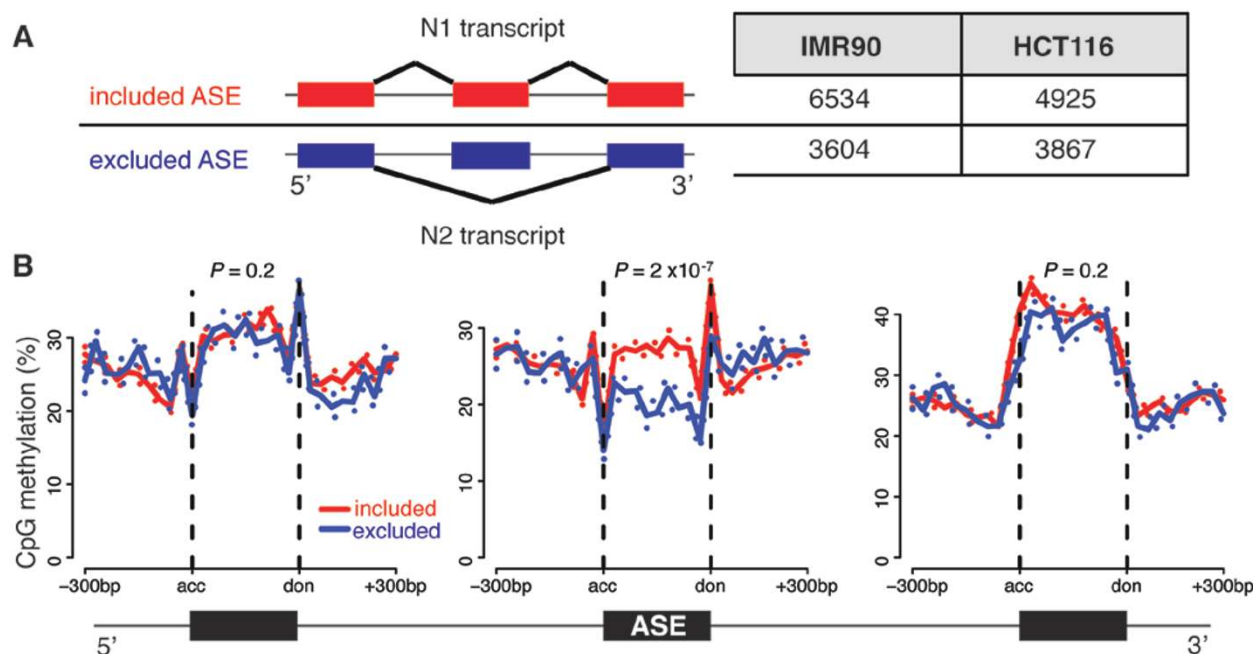 A
N1 transcript
included ASE
excluded ASE
5’ 3’
N2 transcript
IMR90 HCT116
6534 4925
3604 3867
B
CpG methylation (%)
P = 0.2
30
20
10
0
included
excluded
–300bp acc don +300bp
P = 2 x10-7
30
20
10
0
–300bp acc don +300bp
P = 0.2
40
30
20
10
0
–300bp acc don +300bp
5’ ASE 3’